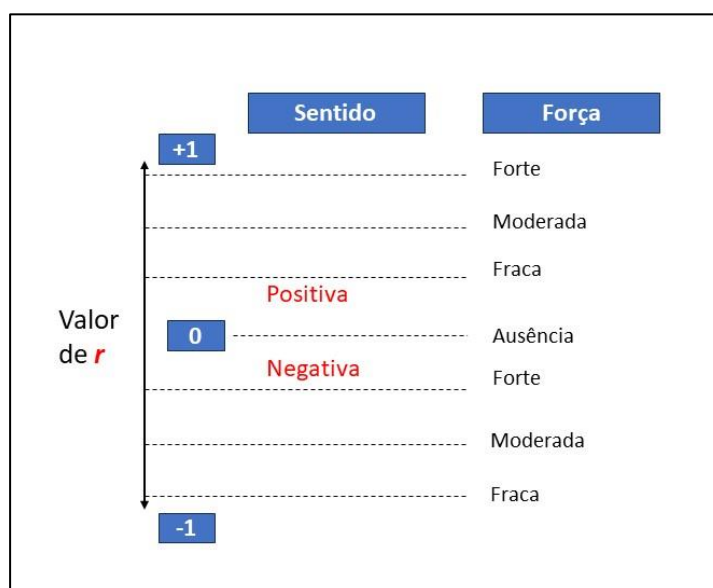 Sentido Força
+1
Forte
Moderada
Fraca
Positiva
Valor
de r
0
Ausência
Negativa
Forte
Moderada
Fraca
-1